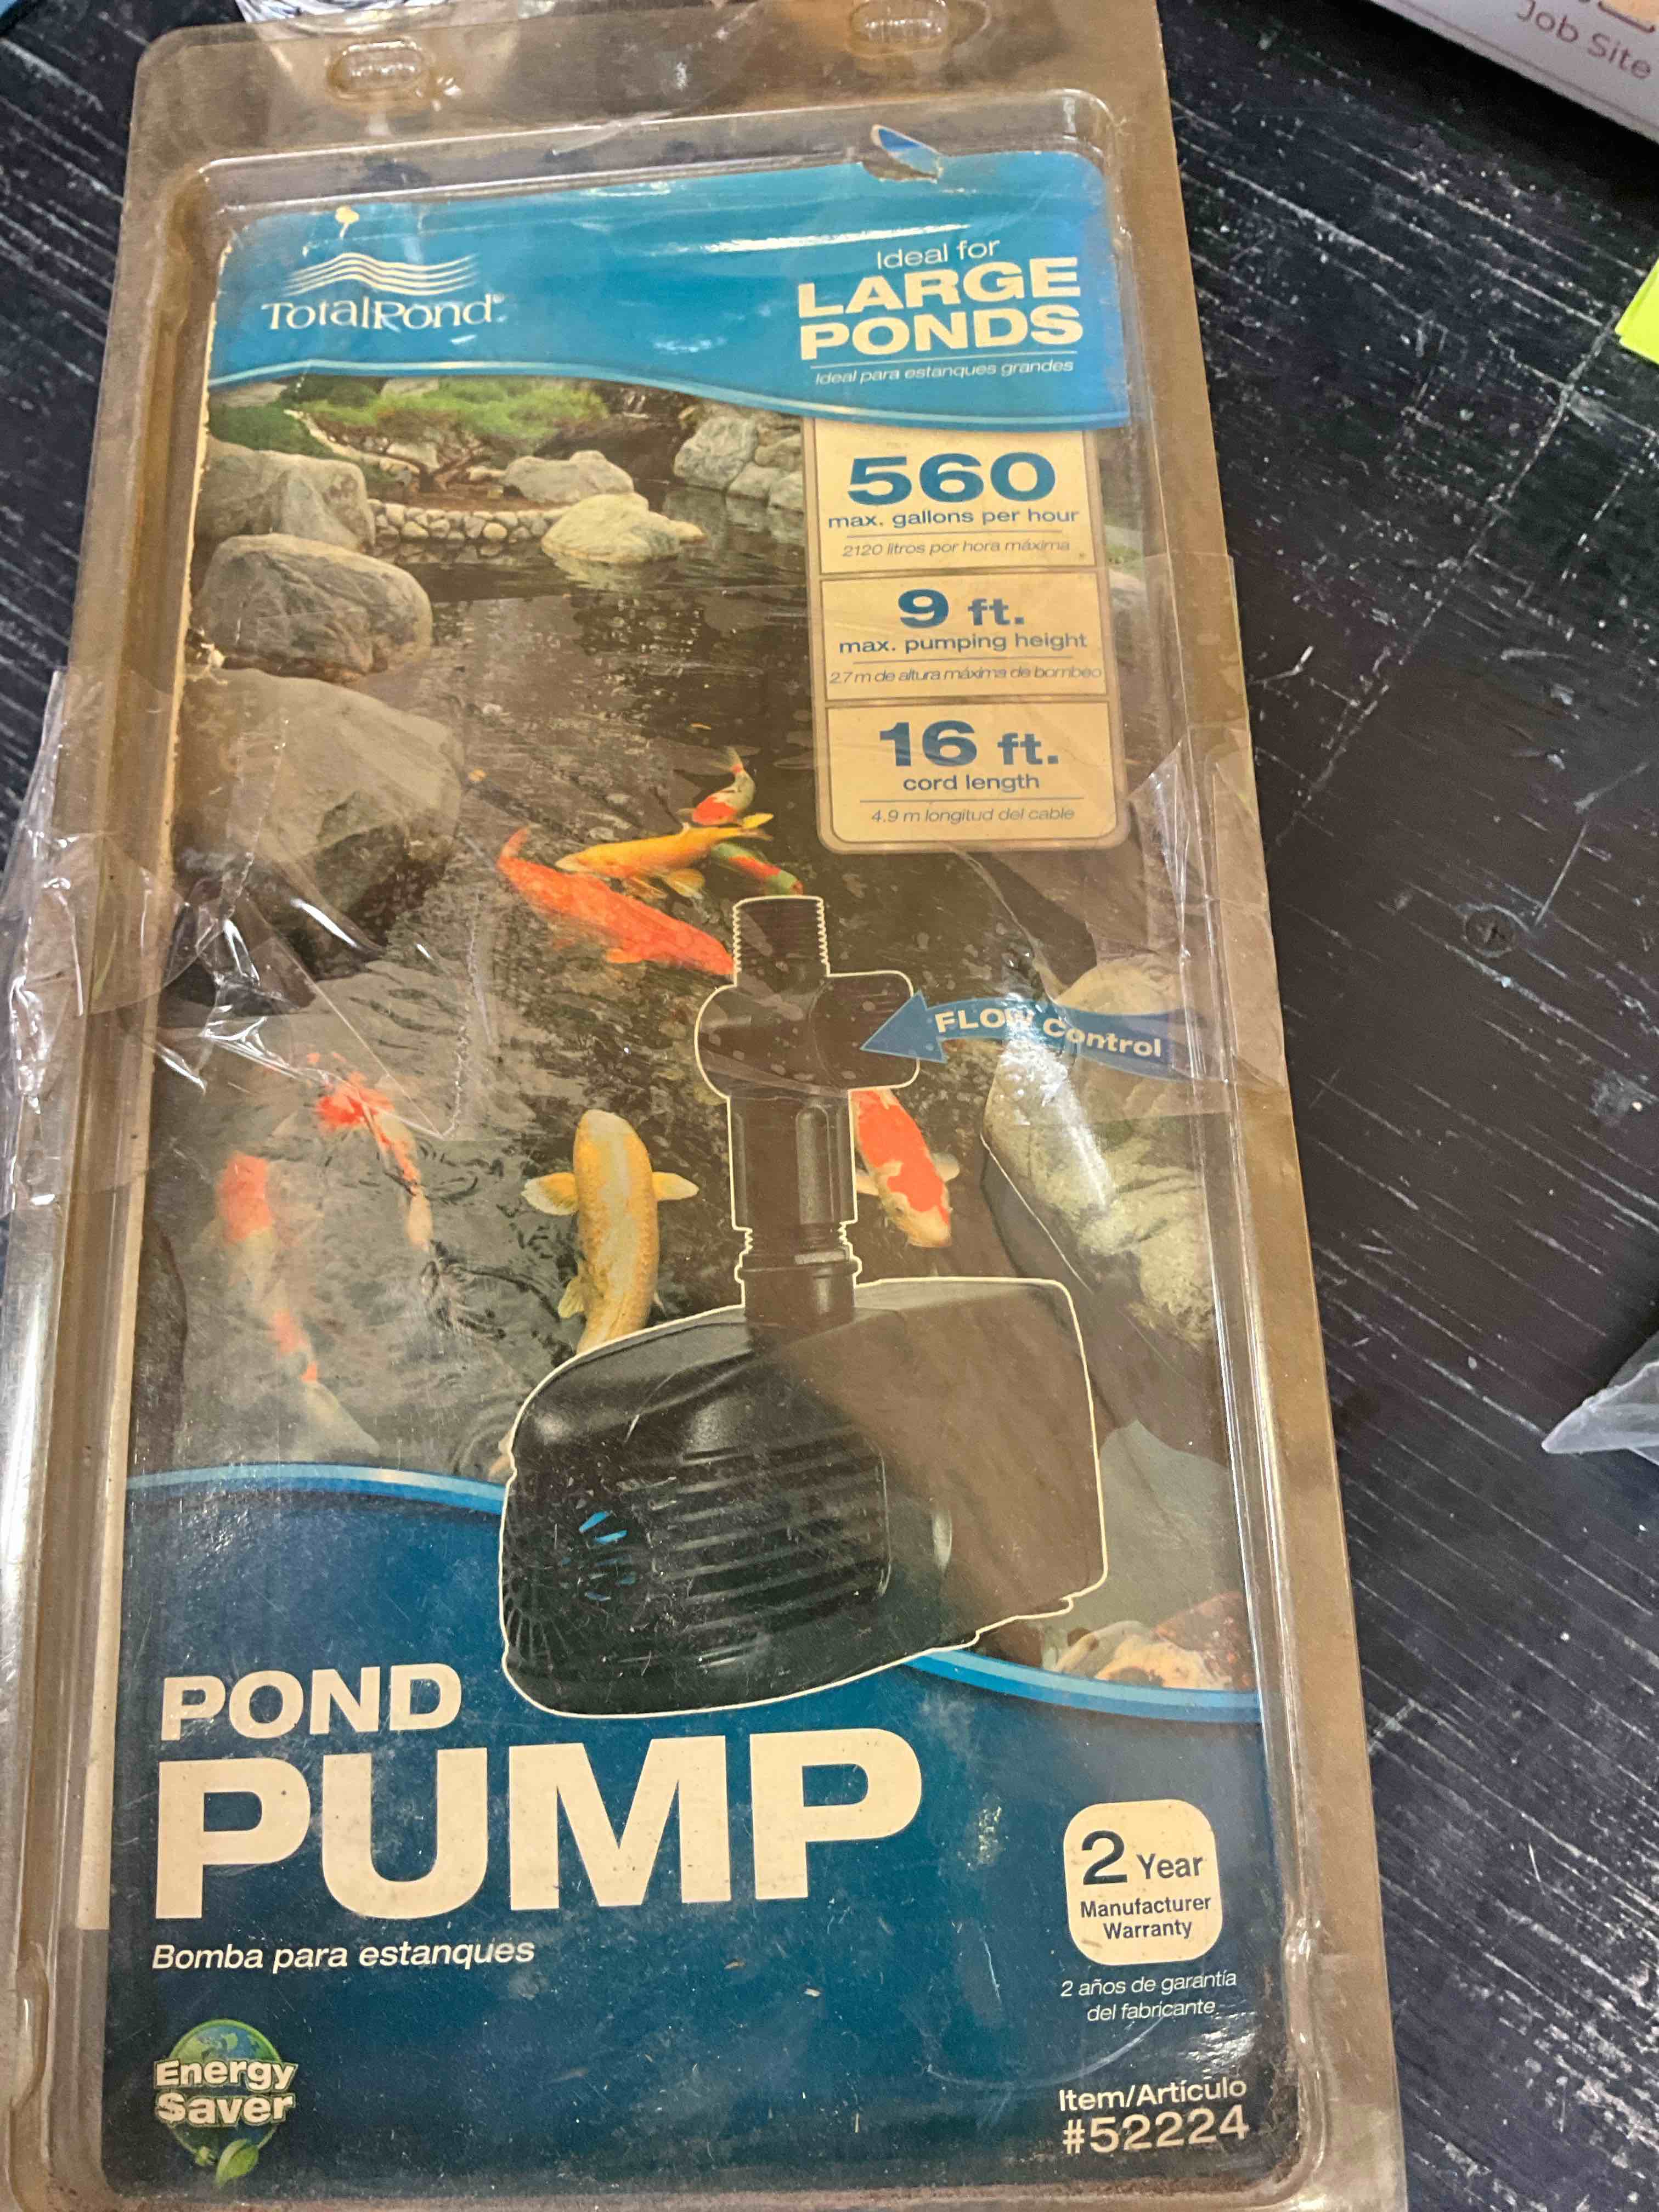 Job Site
TotalPond®
Ideal for
LARGE
PONDS
Ideal para estanques grandes
560
max. gallons per hour
2120 litros por hora máxima
9 ft.
max. pumping height
2.7 m de altura máxima de bombeo
16 ft.
cord length
4.9 m longitud del cable
FLOW Control
POND
PUMP
Bomba para estanques
2 Year
Manufacturer
Warranty
2 años de garantía
del fabricante
Energy
Saver
Item/Artículo
#52224